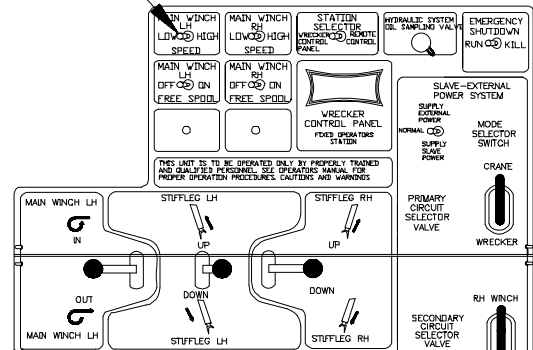 MAIN WINCH
LH
LOW HIGH
SPEED
MAIN WINCH
RH
LOW HIGH
SPEED
STATION
SELECTOR
WRECKER
CONTROL
PANEL
REMOTE
CONTROL
HYDRAULIC SYSTEM
OIL SAMPLING VALVE
EMERGENCY
SHUTDOWN
RUN KILL
MAIN WINCH
LH
OFF ON
FREE SPOOL
MAIN WINCH
RH
OFF ON
FREE SPOOL
WRECKER
CONTROL PANEL
FIXED OPERATORS
STATION
SLAVE-EXTERNAL
POWER SYSTEM
SUPPLY
EXTERNAL
POWER
NORMAL
SUPPLY
SLAVE
POWER
MODE
SELECTOR
SWITCH
THIS UNIT IS TO BE OPERATED ONLY BY PROPERLY TRAINED
AND QUALIFIED PERSONNEL. SEE OPERATORS MANUAL FOR
PROPER OPERATION PROCEDURES, CAUTIONS AND WARNINGS
CRANE
PRIMARY
CIRCUIT
SELECTOR
VALVE
WRECKER
MAIN WINCH LH
IN
STIFFLEG LH
UP
STIFFLEG RH
UP
OUT
MAIN WINCH LH
DOWN
STIFFLEG LH
DOWN
STIFFLEG RH
RH WINCH
SECONDARY
CIRCUIT
SELECTOR
VALVE